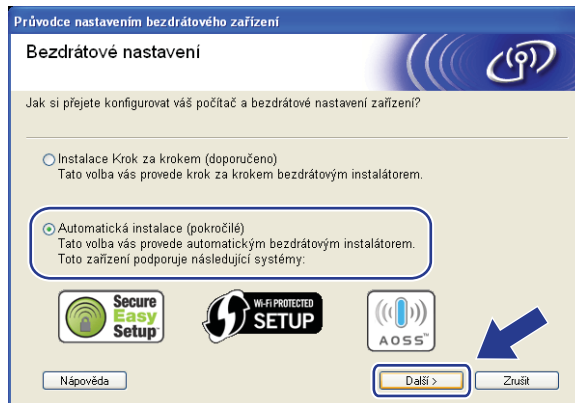 Průvodce nastavením bezdrátového zařízení
Bezdrátové nastavení
Jak si přejete konfigurovat váš počítač a bezdrátové nastavení zařízení?
Instalace Krok za krokem (doporučeno)
Tato volba vás provede krok za krokem bezdrátovým instalátorem.
Automatická instalace (pokročilé)
Tato volba vás provede automatickým bezdrátovým instalátorem.
Toto zařízení podporuje následující systémy:
Secure
Easy
Setup
Wi-Fi PROTECTED
SETUP
AOSS™
Nápověda
Další >
Zrušit